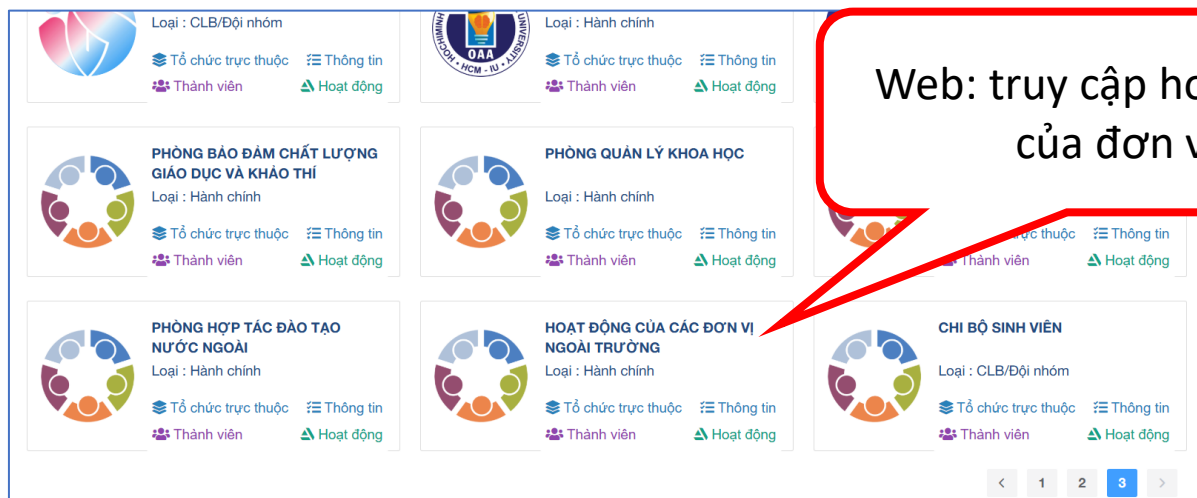 Loại : CLB/Đội nhóm
Tổ chức trực thuộc Thông tin
Thành viên Hoạt động
Loại : Hành chính
Tổ chức trực thuộc Thông tin
Thành viên Hoạt động
OAA
HCM - IU
UNIVERSITY
Web: truy cập
của đơn
PHÒNG BẢO ĐẢM CHẤT LƯỢNG
GIÁO DỤC VÀ KHẢO THÍ
Loại : Hành chính
Tổ chức trực thuộc Thông tin
Thành viên Hoạt động
PHÒNG QUẢN LÝ KHOA HỌC
Loại : Hành chính
Tổ chức trực thuộc Thông tin
Thành viên Hoạt động
thuộc Thông tin
Thành viên Hoạt động
PHÒNG HỢP TÁC ĐÀO TẠO
NƯỚC NGOÀI
Loại : Hành chính
Tổ chức trực thuộc Thông tin
Thành viên Hoạt động
HOẠT ĐỘNG CỦA CÁC ĐƠN VỊ
NGOÀI TRƯỜNG
Loại : Hành chính
Tổ chức trực thuộc Thông tin
Thành viên Hoạt động
CHI BỘ SINH VIÊN
Loại : CLB/Đội nhóm
Tổ chức trực thuộc Thông tin
Thành viên Hoạt động
< 1 2 3 >